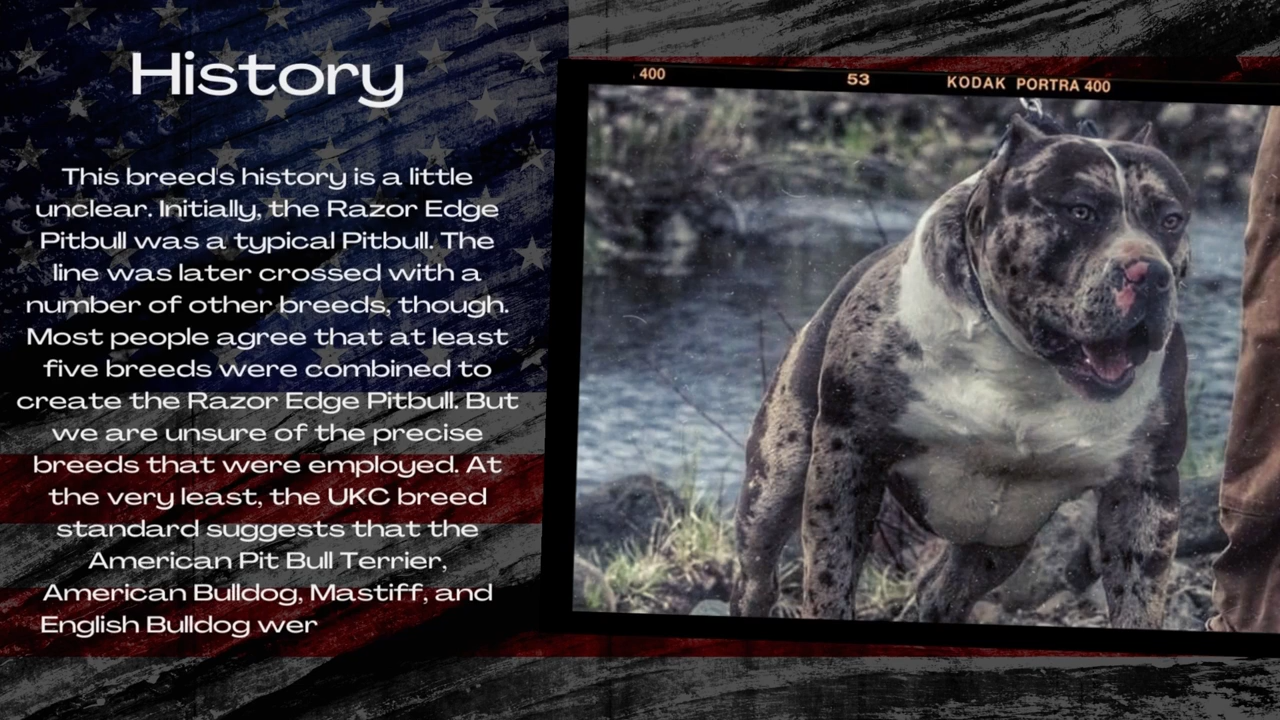 History
This breed's history is a little
unclear. Initially, the Razor Edge
Pitbull was a typical Pitbull. The
line was later crossed with a
number of other breeds, though.
Most people agree that at least
five breeds were combined to
create the Razor Edge Pitbull. But
we are unsure of the precise
breeds that were employed. At
the very least, the UKC breed
standard suggests that the
American Pit Bull Terrier,
American Bulldog, Mastiff, and
English Bulldog wer
400 53 KODAK PORTRA 400